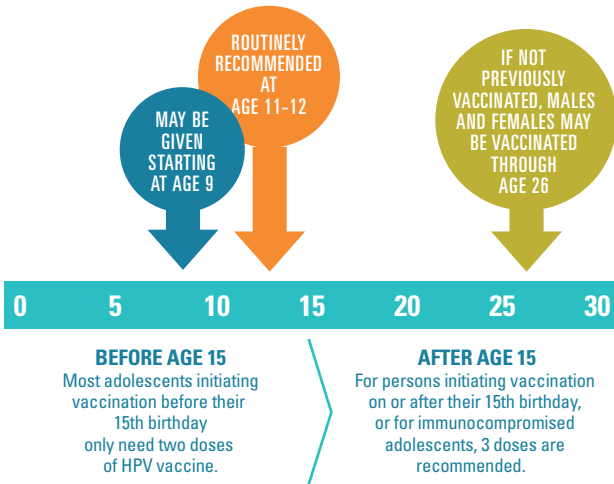 ROUTINELY
RECOMMENDED
AT
AGE 11-12
MAY BE
GIVEN
STARTING
AT AGE 9
IF NOT
PREVIOUSLY
VACCINATED, MALES
AND FEMALES MAY
BE VACCINATED
THROUGH
AGE 26
0 5 10 15 20 25 30
BEFORE AGE 15
Most adolescents initiating
vaccination before their
15th birthday
only need two doses
of HPV vaccine.
AFTER AGE 15
For persons initiating vaccination
on or after their 15th birthday,
or for immunocompromised
adolescents, 3 doses are
recommended.